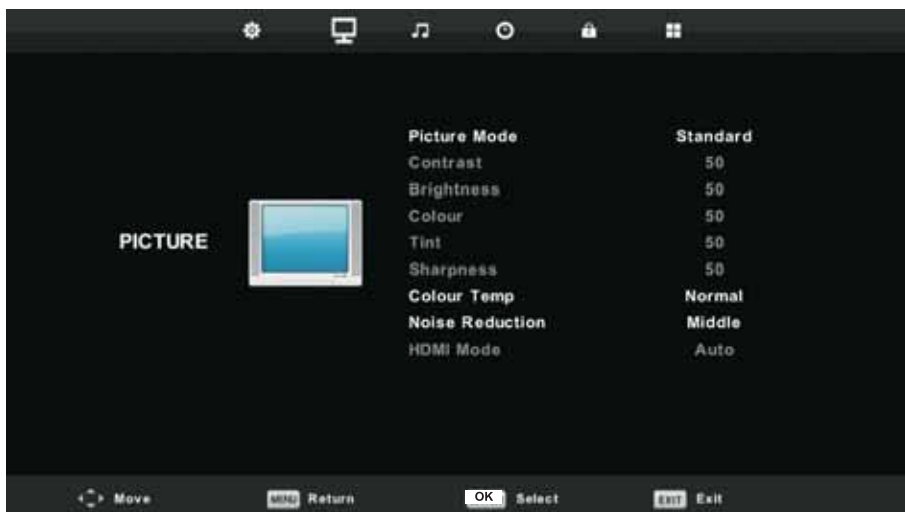 Picture Mode Standard
Contrast 50
Brightness 50
Colour 50
PICTURE
Tint 50
Sharpness 50
Colour Temp Normal
Noise Reduction Middle
HDMI Mode Auto
Move MENU Return OK Select EXIT Exit